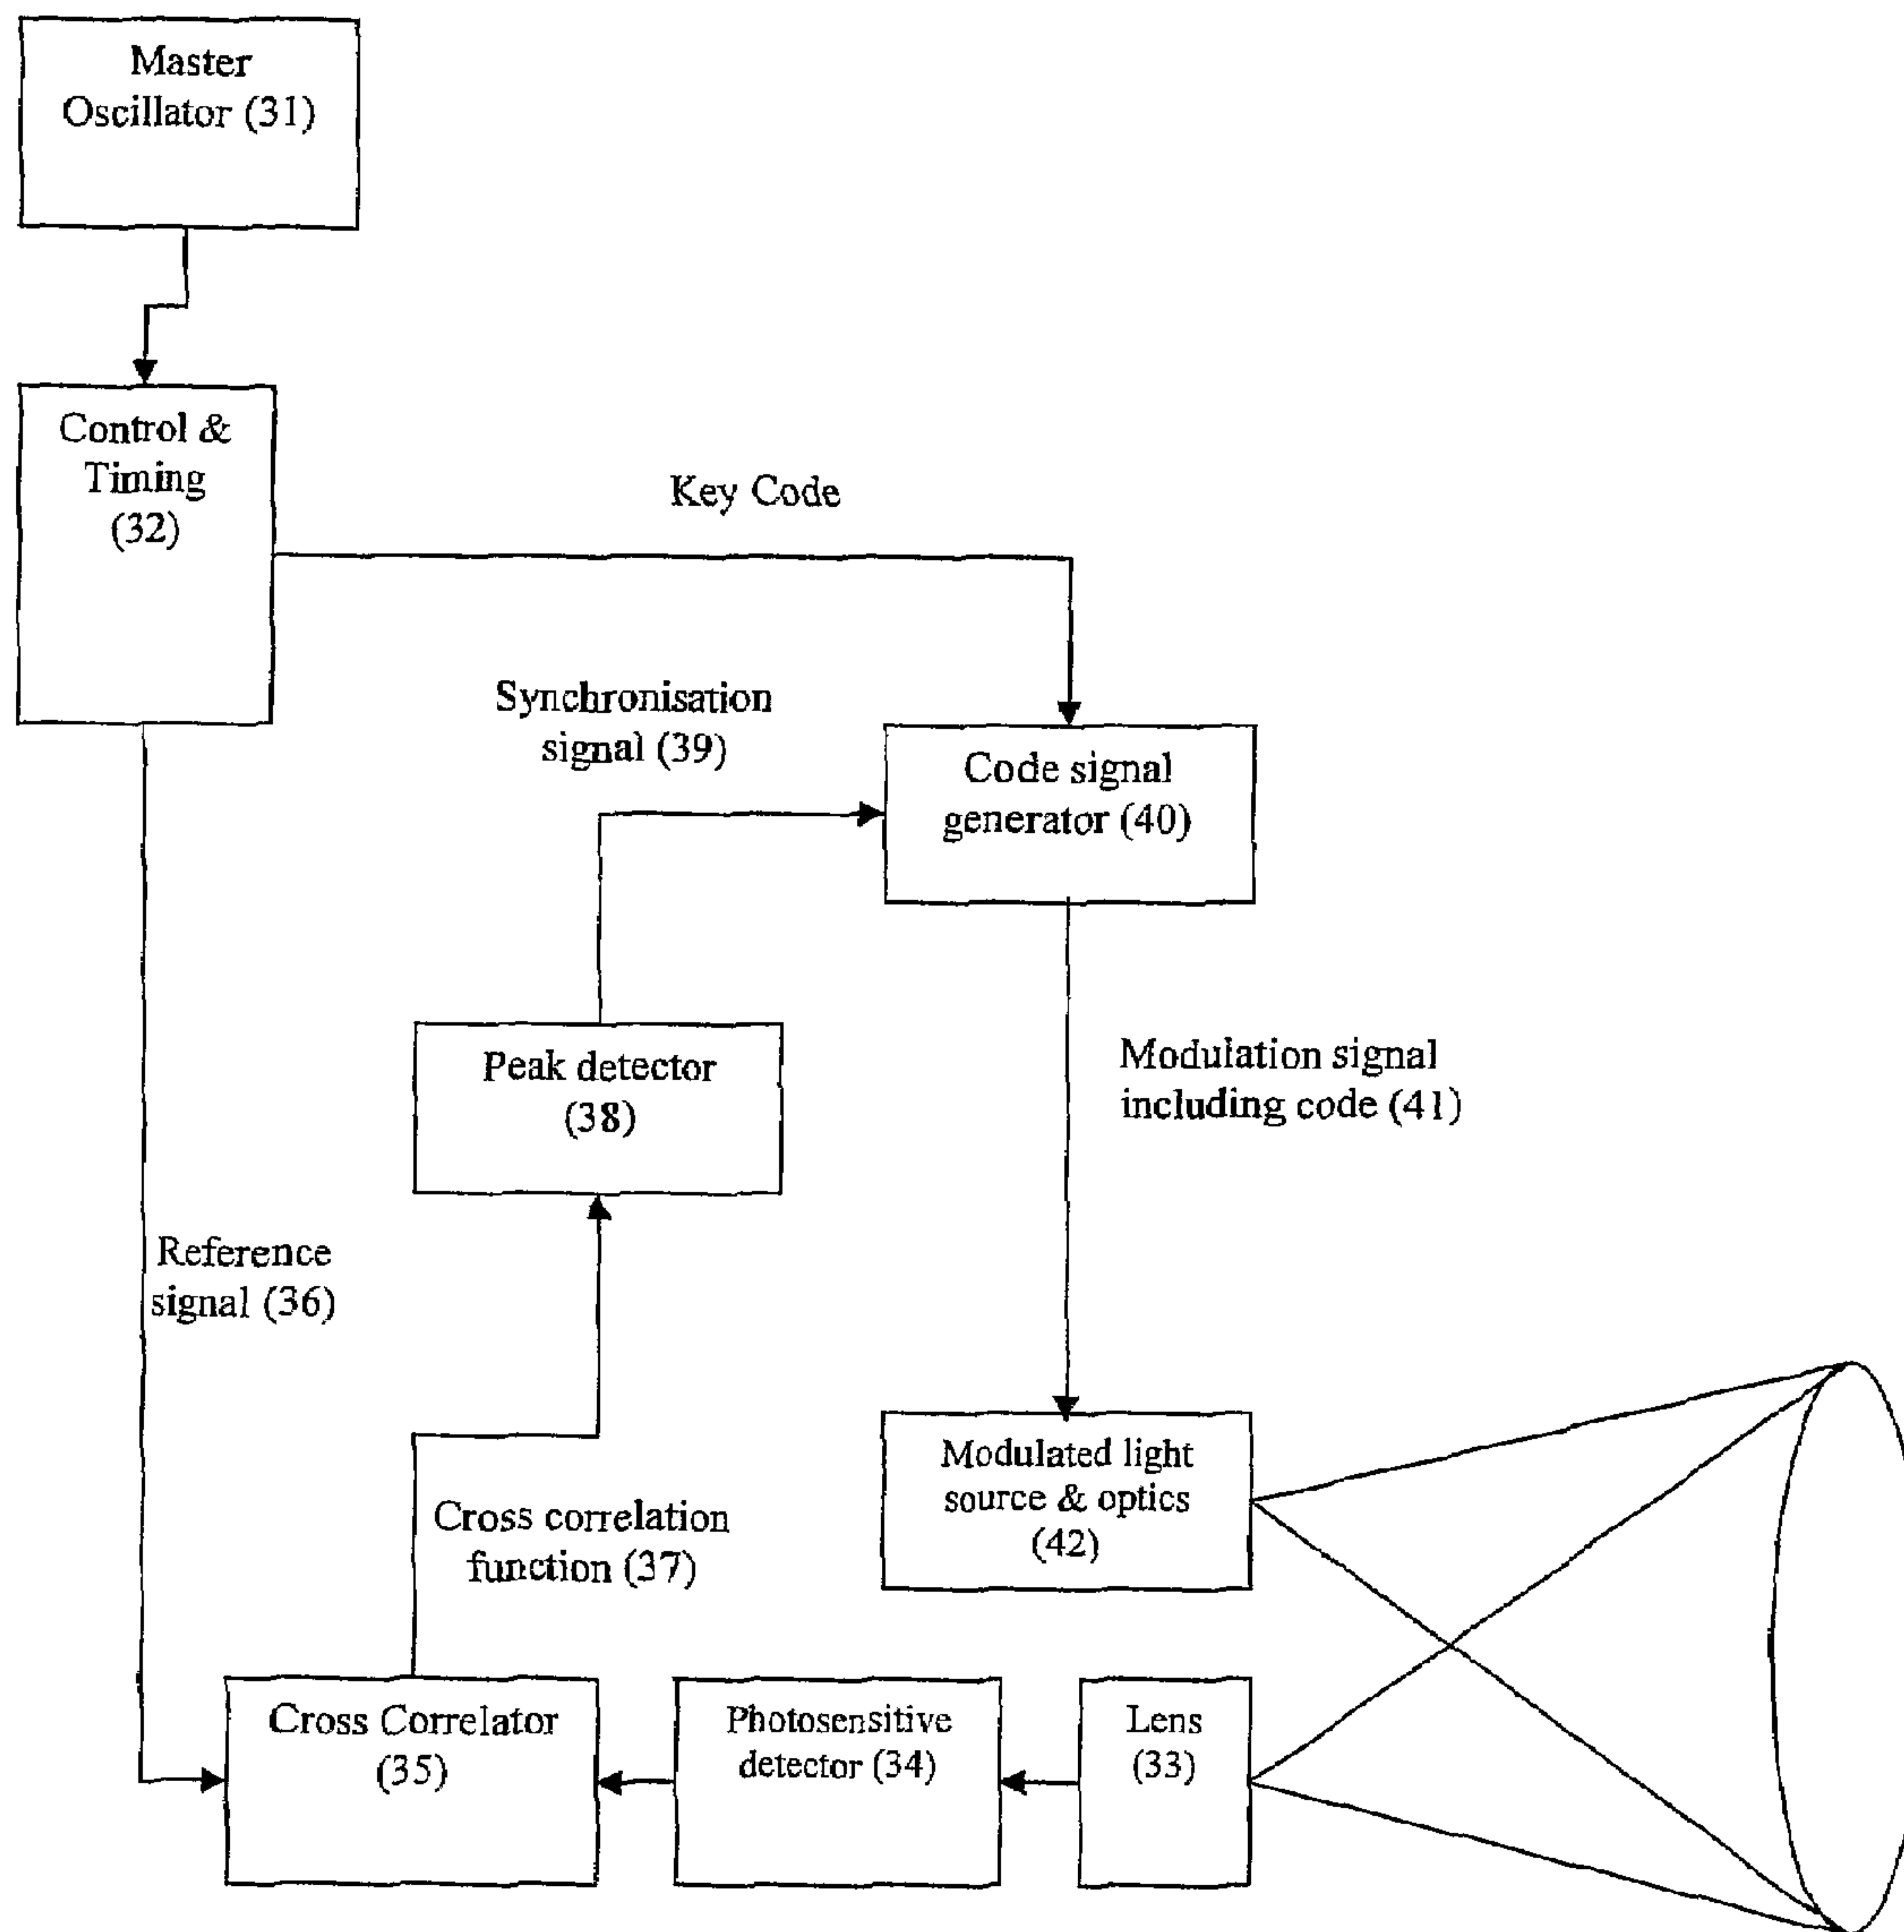 Master
Oscillator (31)
Control &
Timing
(32)
Key Code
Synchronisation
signal (39)
Code signal
generator (40)
Peak detector
(38)
Modulation signal
including code (41)
Reference
signal (36)
Cross correlation
function (37)
Modulated light
source & optics
(42)
Cross Correlator
(35)
Photosensitive
detector (34)
Lens
(33)